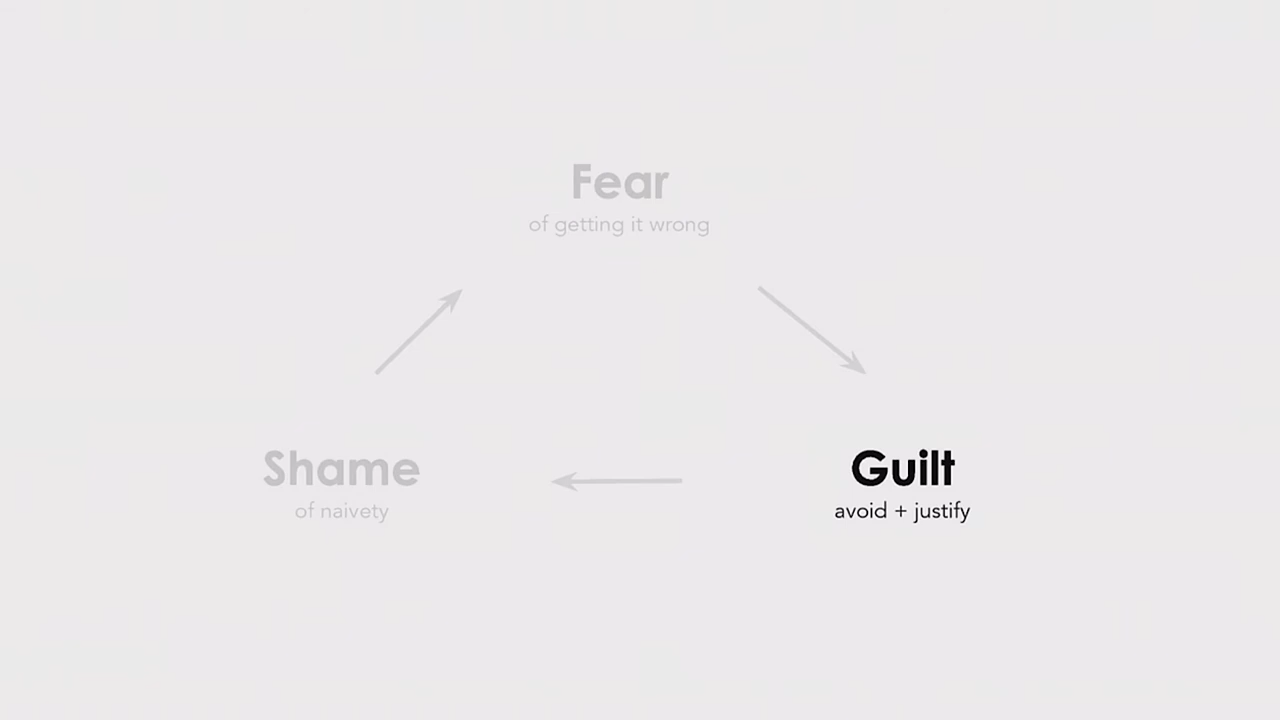 Fear
of getting it wrong
Shame
of naivety
Guilt
avoid + justify